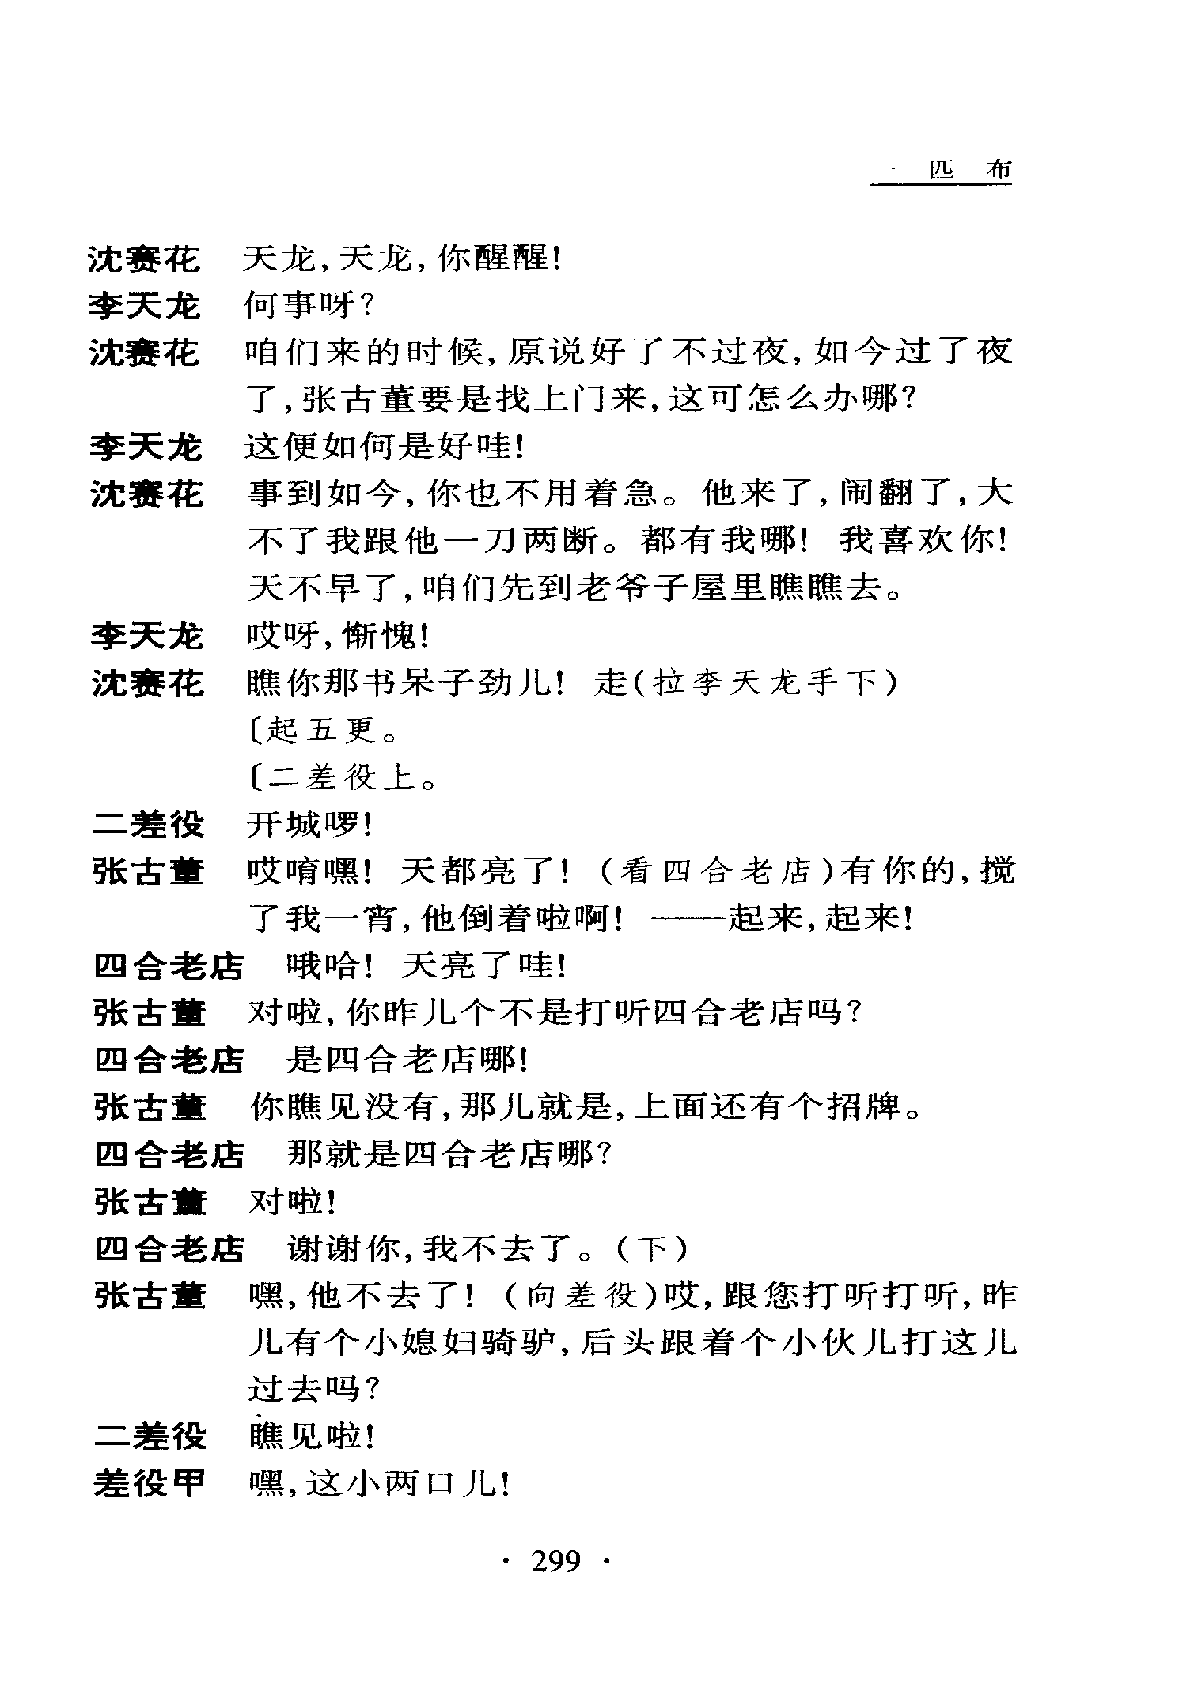 一匹布
沈赛花 天龙,天龙,你醒醒!
李天龙 何事呀?
沈赛花 咱们来的时候,原说好了不过夜,如今过了夜
了,张古董要是找上门来,这可怎么办哪?
李天龙 这便如何是好哇!
沈赛花 事到如今,你也不用着急。他来了,闹翻了,大
不了我跟他一刀两断。都有我哪! 我喜欢你!
天不早了,咱们先到老爷子屋里瞧瞧去。
李天龙 哎呀,惭愧!
沈赛花 瞧你那书呆子劲儿! 走(拉李天龙手下)
〔起五更。
〔二差役上。
二差役 开城啰!
张古董 哎唷嘿! 天都亮了! (看四合老店)有你的,搅
了我一宵,他倒着啦啊! ——起来,起来!
四合老店 哦哈! 天亮了哇!
张古董 对啦,你昨儿个不是打听四合老店吗?
四合老店 是四合老店哪!
张古董 你瞧见没有,那儿就是,上面还有个招牌。
四合老店 那就是四合老店哪?
张古董 对啦!
四合老店 谢谢你,我不去了。(下)
张古董 嘿,他不去了! (向差役)哎,跟您打听打听,昨
儿有个小媳妇骑驴,后头跟着个小伙儿打这儿
过去吗?
二差役 瞧见啦!
差役甲 嘿,这小两口儿!
· 299 ·